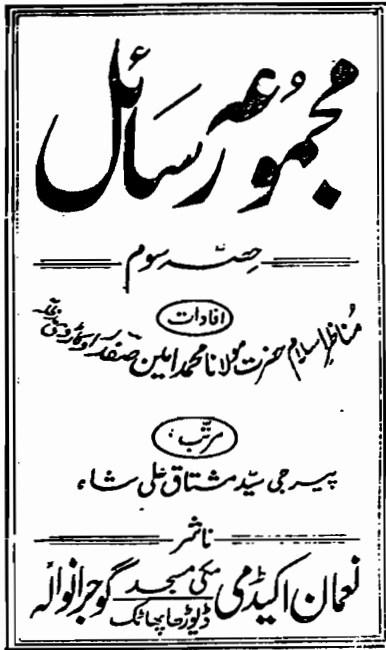 مجموعہ رسائل
حصہ سوم
افادات
مناظر اسلام حضرت مولانا محمد امین صفدر اوکاڑوی
مرتب:
پیر جی سید مشتاق علی شاہ
ناشر
نعمان اکیڈمی مکی مسجد ڈیوڑھا پھاٹک گوجرانوالہ